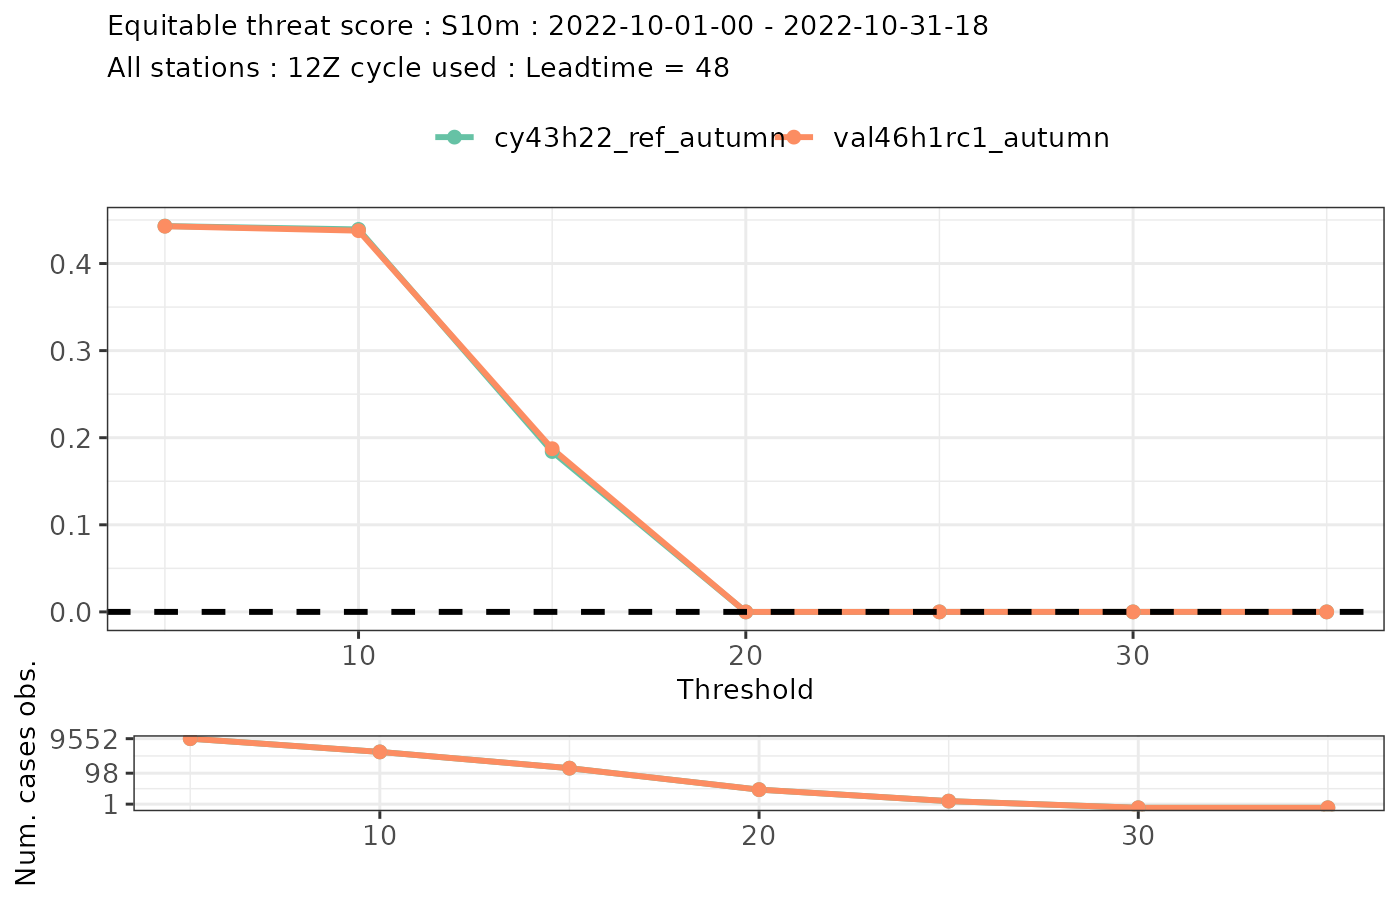 Equitable threat score : S10m : 2022-10-01-00 - 2022-10-31-18
All stations : 12Z cycle used : Leadtime = 48
cy43h22_ref_autumn val46h1rc1_autumn
0.4
0.3
0.2
0.1
0.0
10 20 30
Threshold
Num. cases obs.
9552
98
1
10 20 30